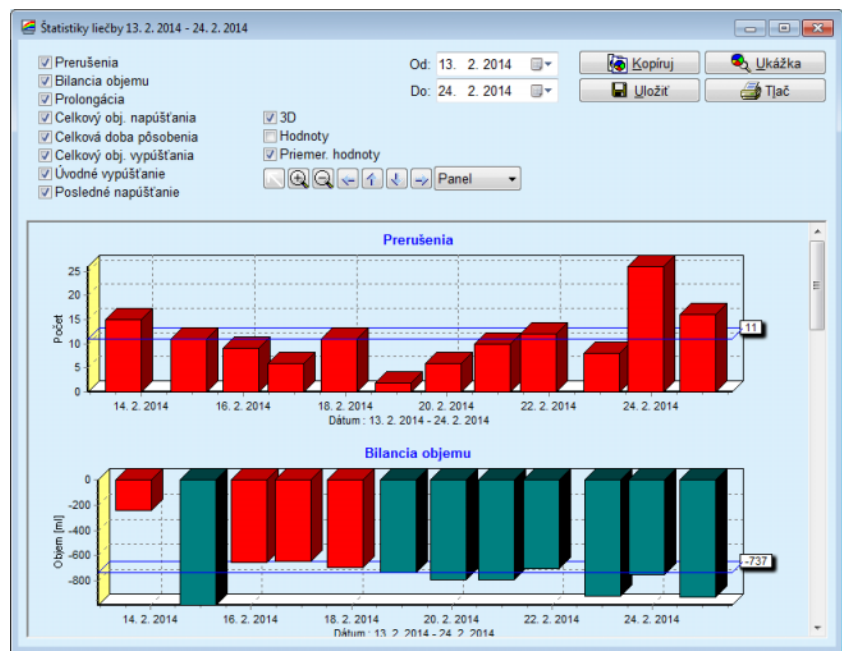 Štatistiky liečby 13. 2. 2014 - 24. 2. 2014
Prerušenia
Bilancia objemu
Prolongácia
Celkový obj. napúšťania
Celková doba pôsobenia
Celkový obj. vypúšťania
Úvodné vypúšťanie
Posledné napúšťanie
3D
Hodnoty
Priemer. hodnoty
Panel
Od: 13. 2. 2014
Do: 24. 2. 2014
Kopíruj
Ukážka
Uložiť
Tlač
Prerušenia
Počet
25
20
15
10
5
0
11
14. 2. 2014 16. 2. 2014 18. 2. 2014 20. 2. 2014 22. 2. 2014 24. 2. 2014
Dátum : 13. 2. 2014 - 24. 2. 2014
Bilancia objemu
Objem [ml]
0
-200
-400
-600
-800
-737
14. 2. 2014 16. 2. 2014 18. 2. 2014 20. 2. 2014 22. 2. 2014 24. 2. 2014
Dátum : 13. 2. 2014 - 24. 2. 2014